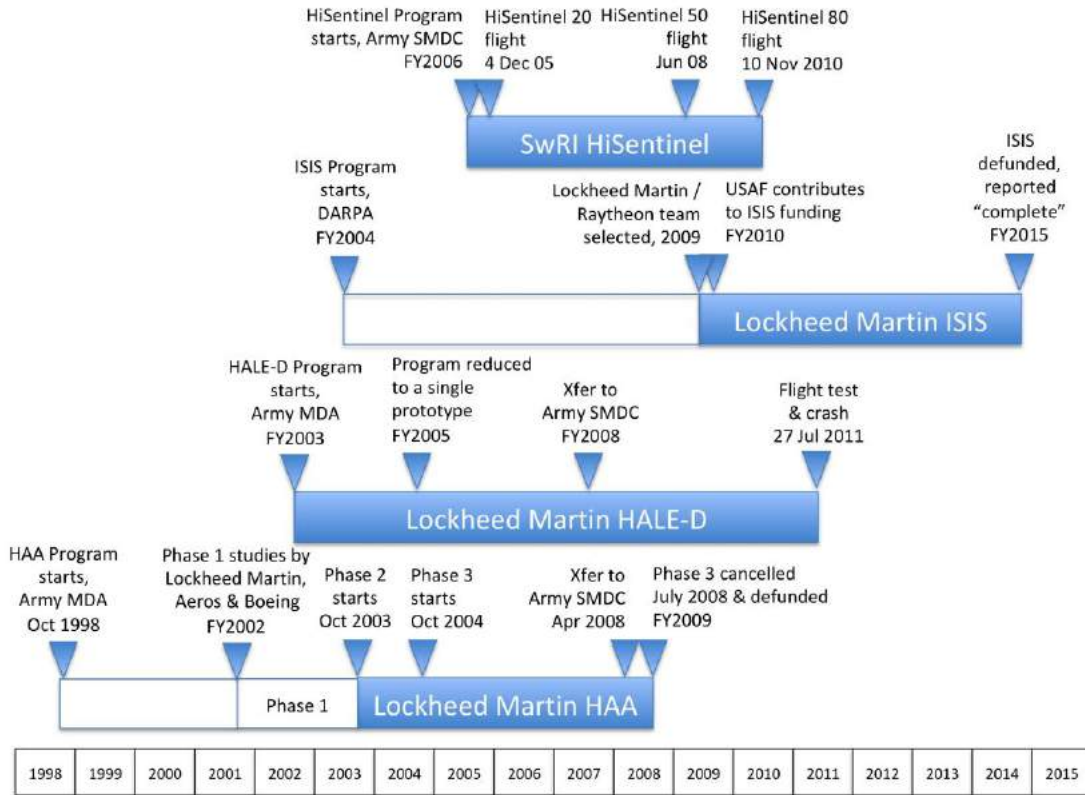 HiSentinel Program
starts, Army SMDC
FY2006
HiSentinel 20
flight
4 Dec 05
HiSentinel 50
flight
Jun 08
HiSentinel 80
flight
10 Nov 2010
SwRI HiSentinel
ISIS Program
starts,
DARPA
FY2004
Lockheed Martin /
Raytheon team
selected, 2009
USAF contributes
to ISIS funding
FY2010
ISIS
defunded,
reported
“complete”
FY2015
Lockheed Martin ISIS
HALE-D Program
starts,
Army MDA
FY2003
Program reduced
to a single
prototype
FY2005
Xfer to
Army SMDC
FY2008
Flight test
& crash
27 Jul 2011
Lockheed Martin HALE-D
HAA Program
starts,
Army MDA
Oct 1998
Phase 1 studies by
Lockheed Martin,
Aeros & Boeing
FY2002
Phase 2
starts
Oct 2003
Phase 3
starts
Oct 2004
Xfer to
Army SMDC
Apr 2008
Phase 3 cancelled
July 2008 & defunded
FY2009
Phase 1
Lockheed Martin HAA
1998 1999 2000 2001 2002 2003 2004 2005 2006 2007 2008 2009 2010 2011 2012 2013 2014 2015